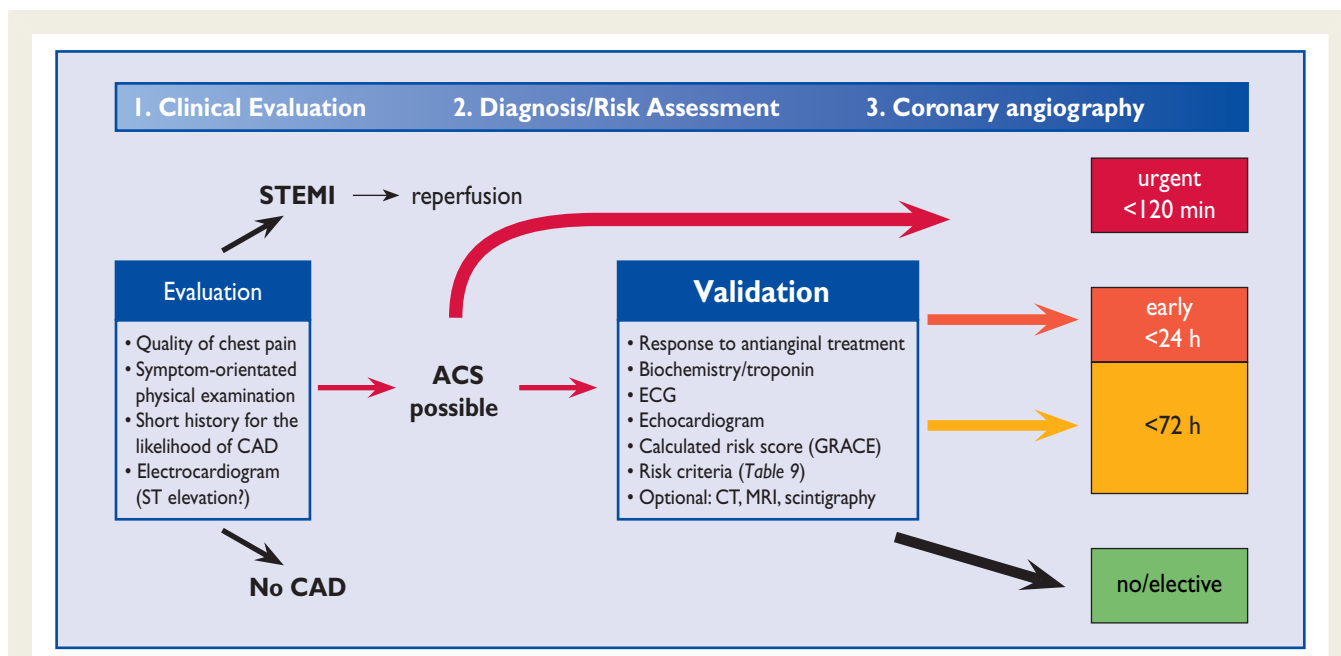 1. Clinical Evaluation 2. Diagnosis/Risk Assessment 3. Coronary angiography
STEMI
reperfusion
urgent
<120 min
Evaluation
• Quality of chest pain
• Symptom-orientated
physical examination
• Short history for the
likelihood of CAD
• Electrocardiogram
(ST elevation?)
ACS
possible
Validation
• Response to antianginal treatment
• Biochemistry/troponin
• ECG
• Echocardiogram
• Calculated risk score (GRACE)
• Risk criteria (Table 9)
• Optional: CT, MRI, scintigraphy
early
<24 h
<72 h
No CAD
no/elective